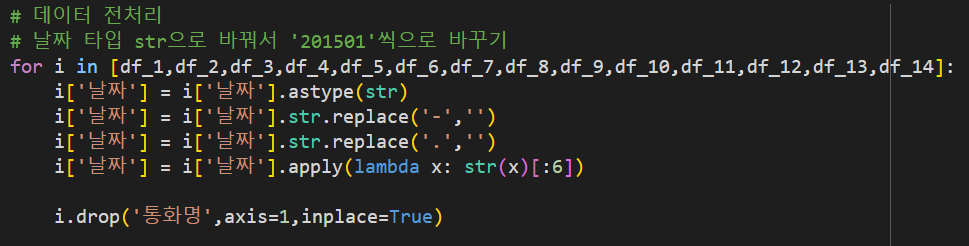 # 데이터 전처리
# 날짜 타입 str으로 바꿔서 '201501'씩으로 바꾸기
for i in [df_1,df_2,df_3,df_4,df_5,df_6,df_7,df_8,df_9,df_10,df_11,df_12,df_13,df_14]:
    i['날짜'] = i['날짜'].astype(str)
    i['날짜'] = i['날짜'].str.replace('-','')
    i['날짜'] = i['날짜'].str.replace('.','')
    i['날짜'] = i['날짜'].apply(lambda x: str(x)[:6])
    i.drop('통화명',axis=1,inplace=True)